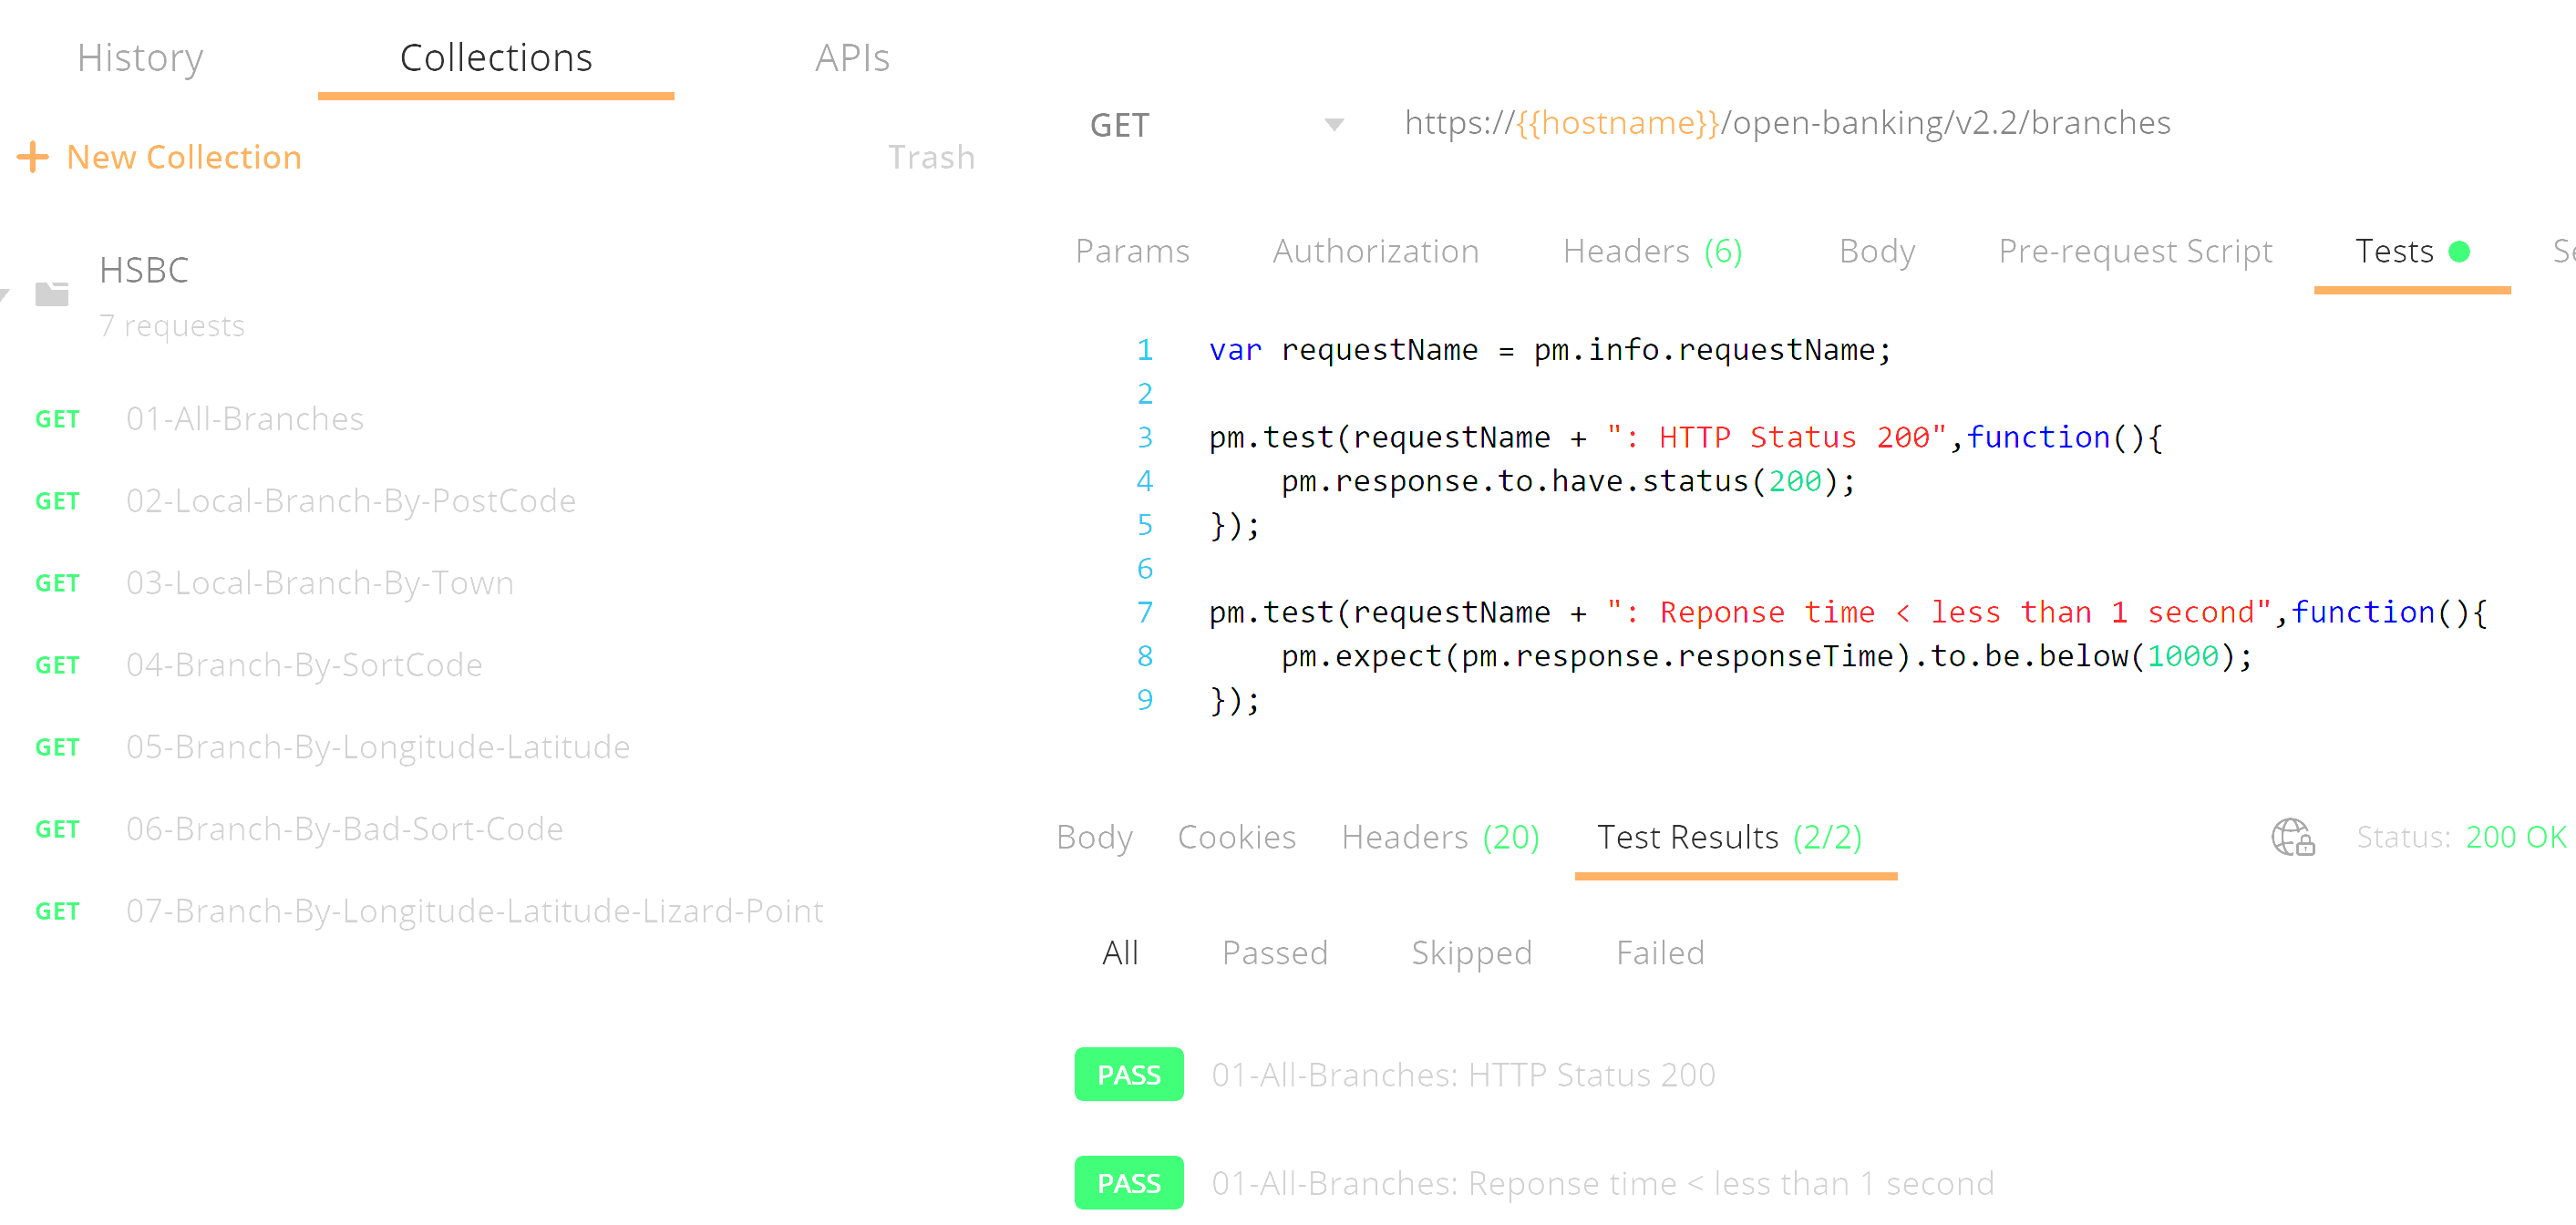 History Collections APIs
New Collection Trash
HSBC
7 requests
GET 01-All-Branches
GET 02-Local-Branch-By-PostCode
GET 03-Local-Branch-By-Town
GET 04-Branch-By-SortCode
GET 05-Branch-By-Longitude-Latitude
GET 06-Branch-By-Bad-Sort-Code
GET 07-Branch-By-Longitude-Latitude-Lizard-Point
GET https://{{hostname}}/open-banking/v2.2/branches
Params Authorization Headers (6) Body Pre-request Script Tests
1 var requestName = pm.info.requestName;
2
3 pm.test(requestName + ": HTTP Status 200",function(){
4 pm.response.to.have.status(200);
5 });
6
7 pm.test(requestName + ": Reponse time < less than 1 second",function(){
8 pm.expect(pm.response.responseTime).to.be.below(1000);
9 });
Body Cookies Headers (20) Test Results (2/2) Status: 200 OK
All Passed Skipped Failed
PASS 01-All-Branches: HTTP Status 200
PASS 01-All-Branches: Reponse time < less than 1 second